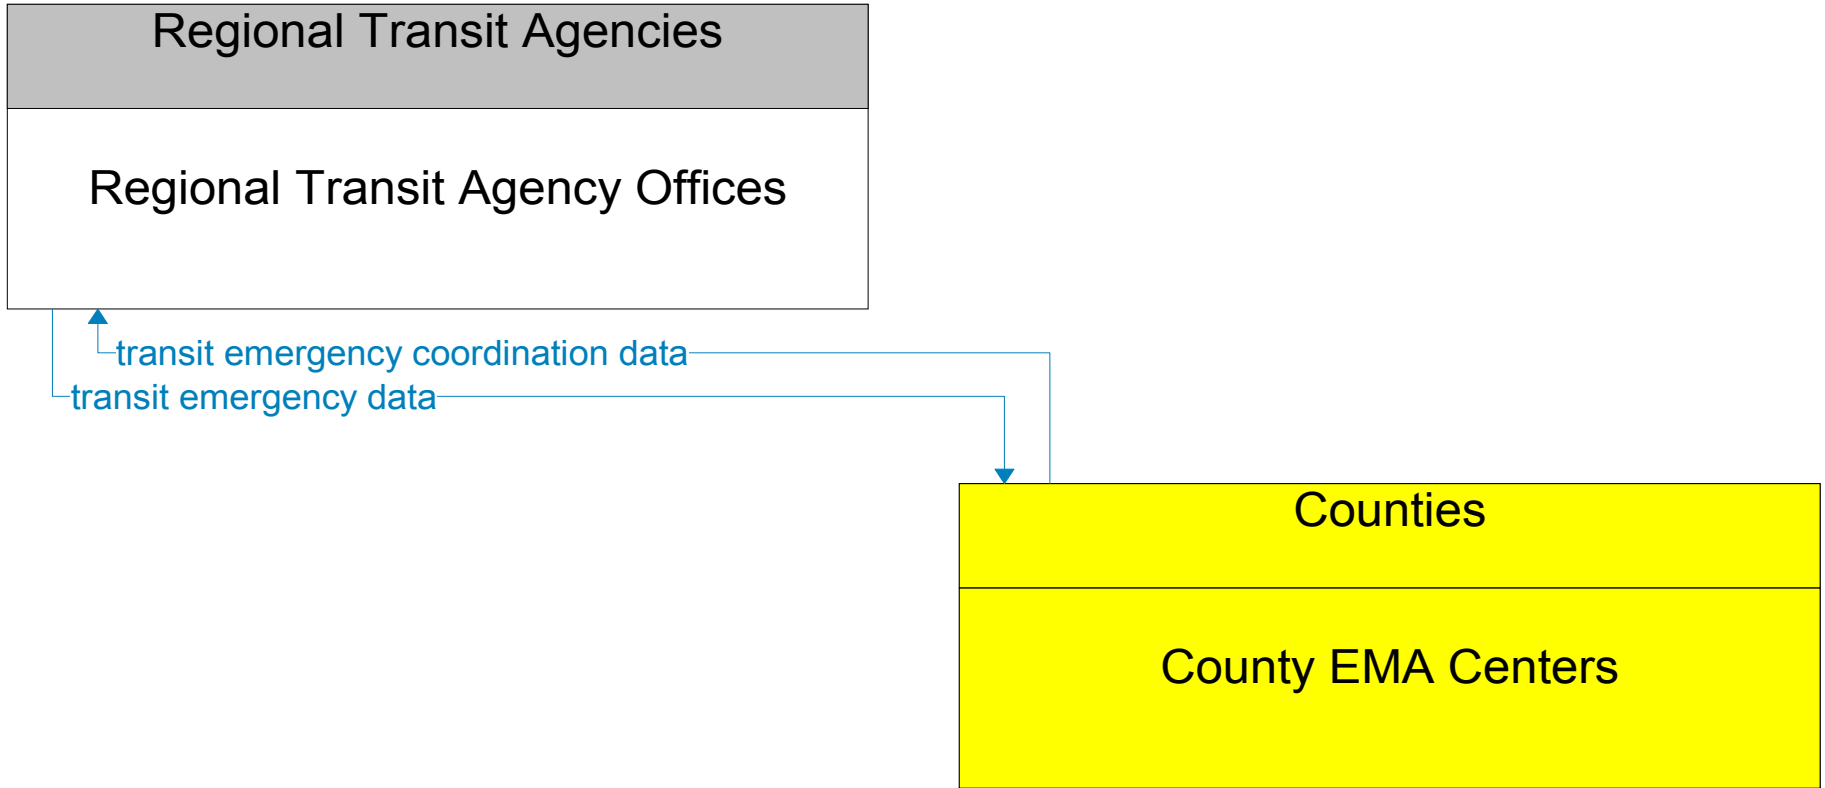 Regional Transit Agencies
Regional Transit Agency Offices
transit emergency coordination data
transit emergency data
Counties
County EMA Centers